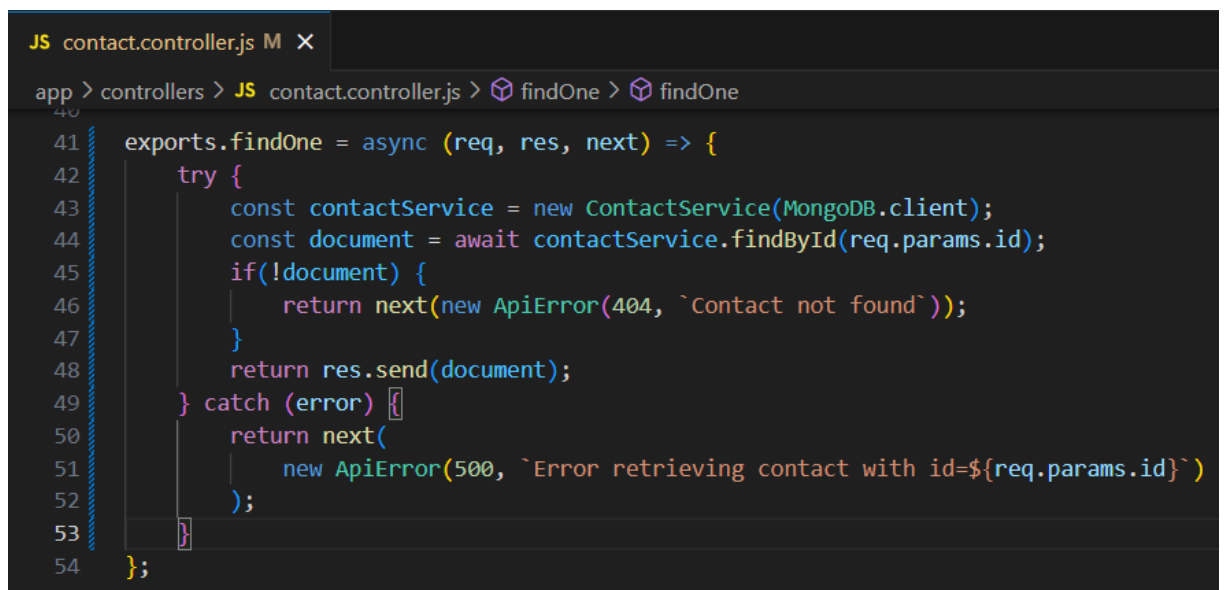 JS contact.controller.js M ×
app > controllers > JS contact.controller.js > findOne > findOne
40
41 exports.findOne = async (req, res, next) => {
42 try {
43 const contactService = new ContactService(MongoDB.client);
44 const document = await contactService.findById(req.params.id);
45 if(!document) {
46 return next(new ApiError(404, `Contact not found`));
47 }
48 return res.send(document);
49 } catch (error) {
50 return next(
51 new ApiError(500, `Error retrieving contact with id=${req.params.id}`)
52 );
53 }
54 };